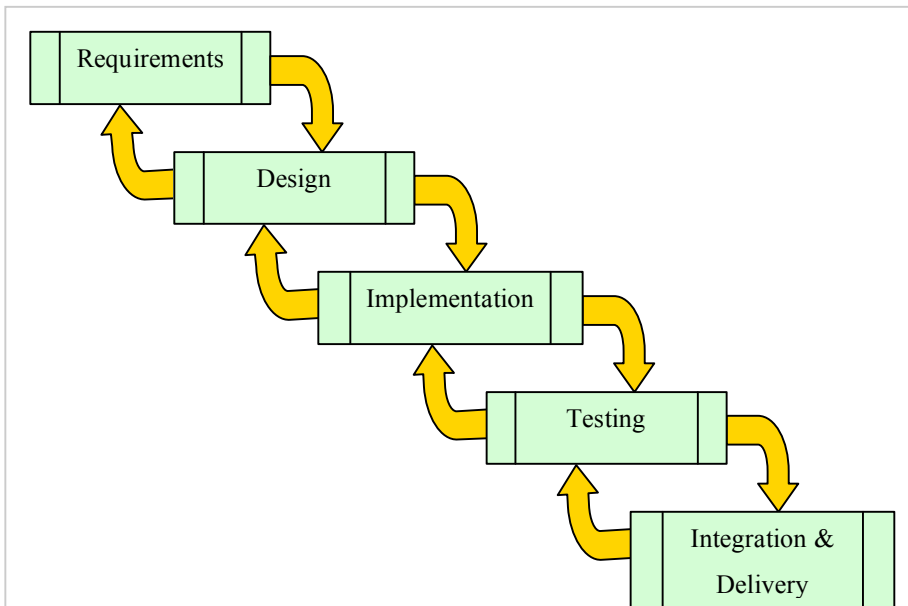 Requirements
Design
Implementation
Testing
Integration &
Delivery